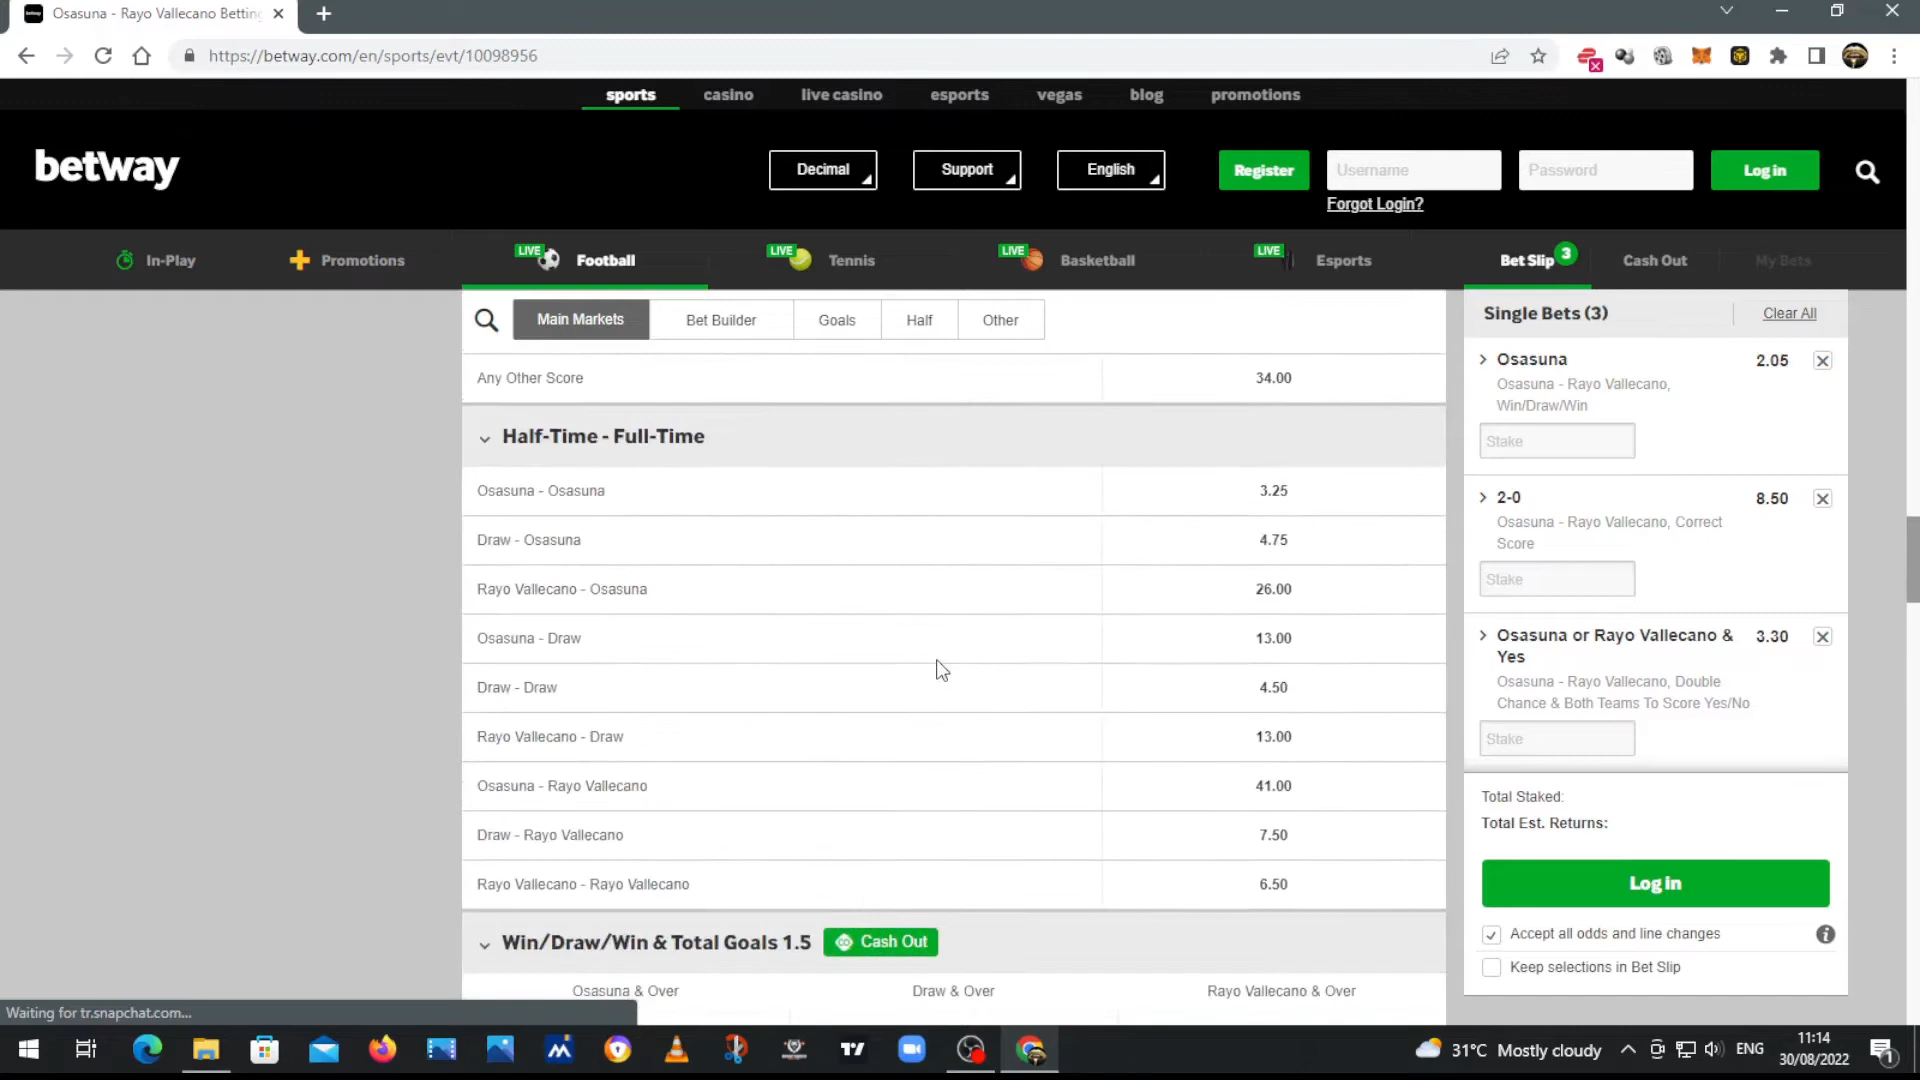 Osasuna - Rayo Vallecano Betting
https://betway.com/en/sports/evt/10098956
sports casino live casino esports vegas blog promotions
betway
Decimal Support English Register Username Password Log in
Forgot Login?
In-Play Promotions LIVE Football LIVE Tennis LIVE Basketball LIVE Esports Bet Slip 3 Cash Out My Bets
Main Markets Bet Builder Goals Half Other
Any Other Score 34.00
Half-Time - Full-Time
Osasuna - Osasuna 3.25
Draw - Osasuna 4.75
Rayo Vallecano - Osasuna 26.00
Osasuna - Draw 13.00
Draw - Draw 4.50
Rayo Vallecano - Draw 13.00
Osasuna - Rayo Vallecano 41.00
Draw - Rayo Vallecano 7.50
Rayo Vallecano - Rayo Vallecano 6.50
Win/Draw/Win & Total Goals 1.5 Cash Out
Osasuna & Over Draw & Over Rayo Vallecano & Over
Single Bets (3) Clear All
Osasuna 2.05
Osasuna - Rayo Vallecano,
Win/Draw/Win
Stake
2-0 8.50
Osasuna - Rayo Vallecano, Correct
Score
Stake
Osasuna or Rayo Vallecano & 3.30
Yes
Osasuna - Rayo Vallecano, Double
Chance & Both Teams To Score Yes/No
Stake
Total Staked:
Total Est. Returns:
Log in
Accept all odds and line changes
Keep selections in Bet Slip
Waiting for tr.snapchat.com...
31°C Mostly cloudy ENG
11:14
30/08/2022
1